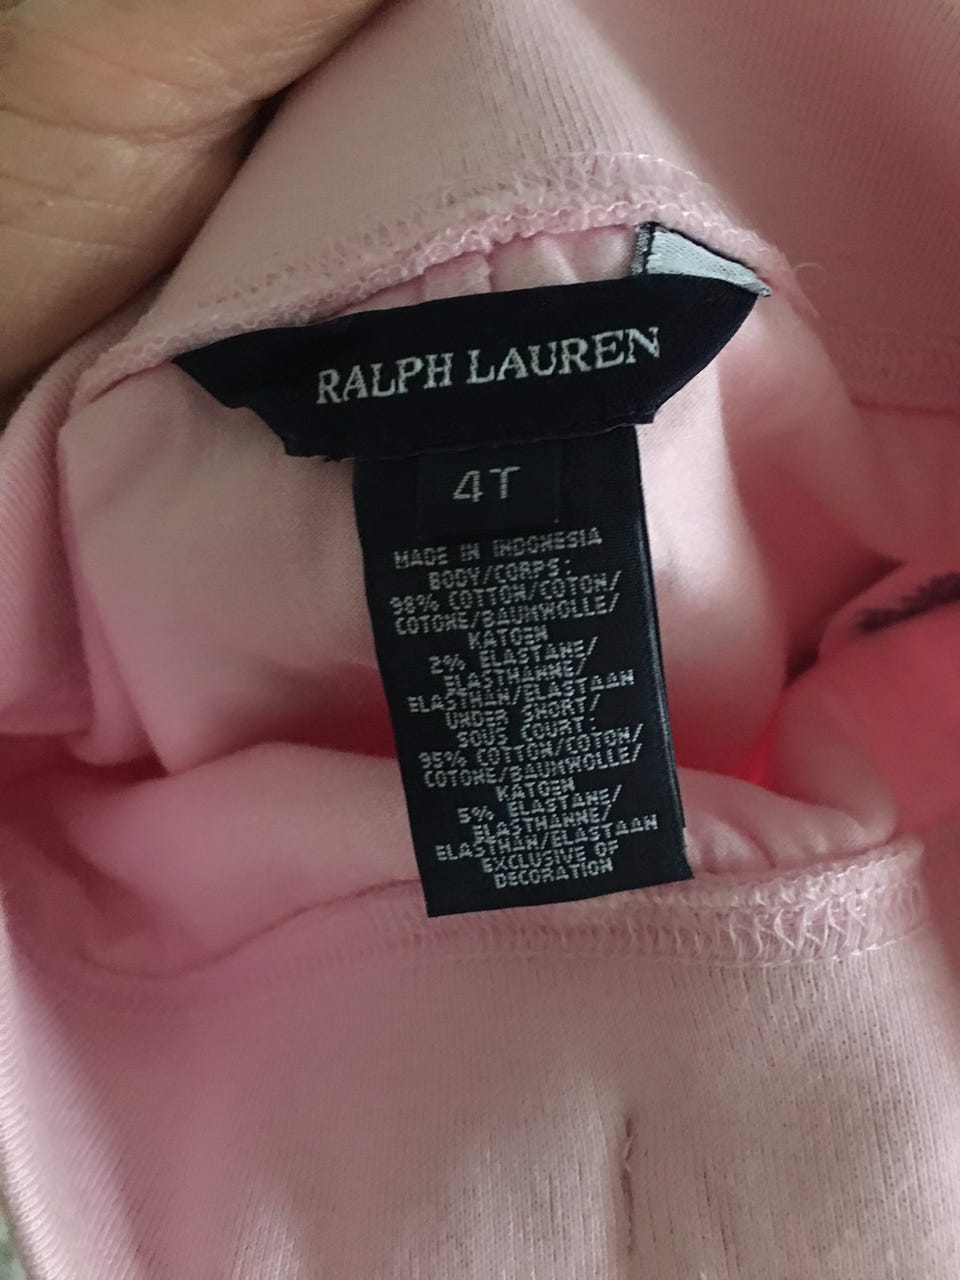 RALPH LAUREN
4T
MADE IN INDONESIA
BODY/CORPS:
98% COTTON/COTON/
COTONE/BAUMWOLLE/
KATOEN
2% ELASTANE/
ELASTHANNE/
ELASTHAN/ELASTAAN
UNDER SHORT/
SOUS COURT:
95% COTTON/COTON/
COTONE/BAUMWOLLE/
KATOEN
5% ELASTANE/
ELASTHANNE/
ELASTHAN/ELASTAAN
EXCLUSIVE OF
DECORATION